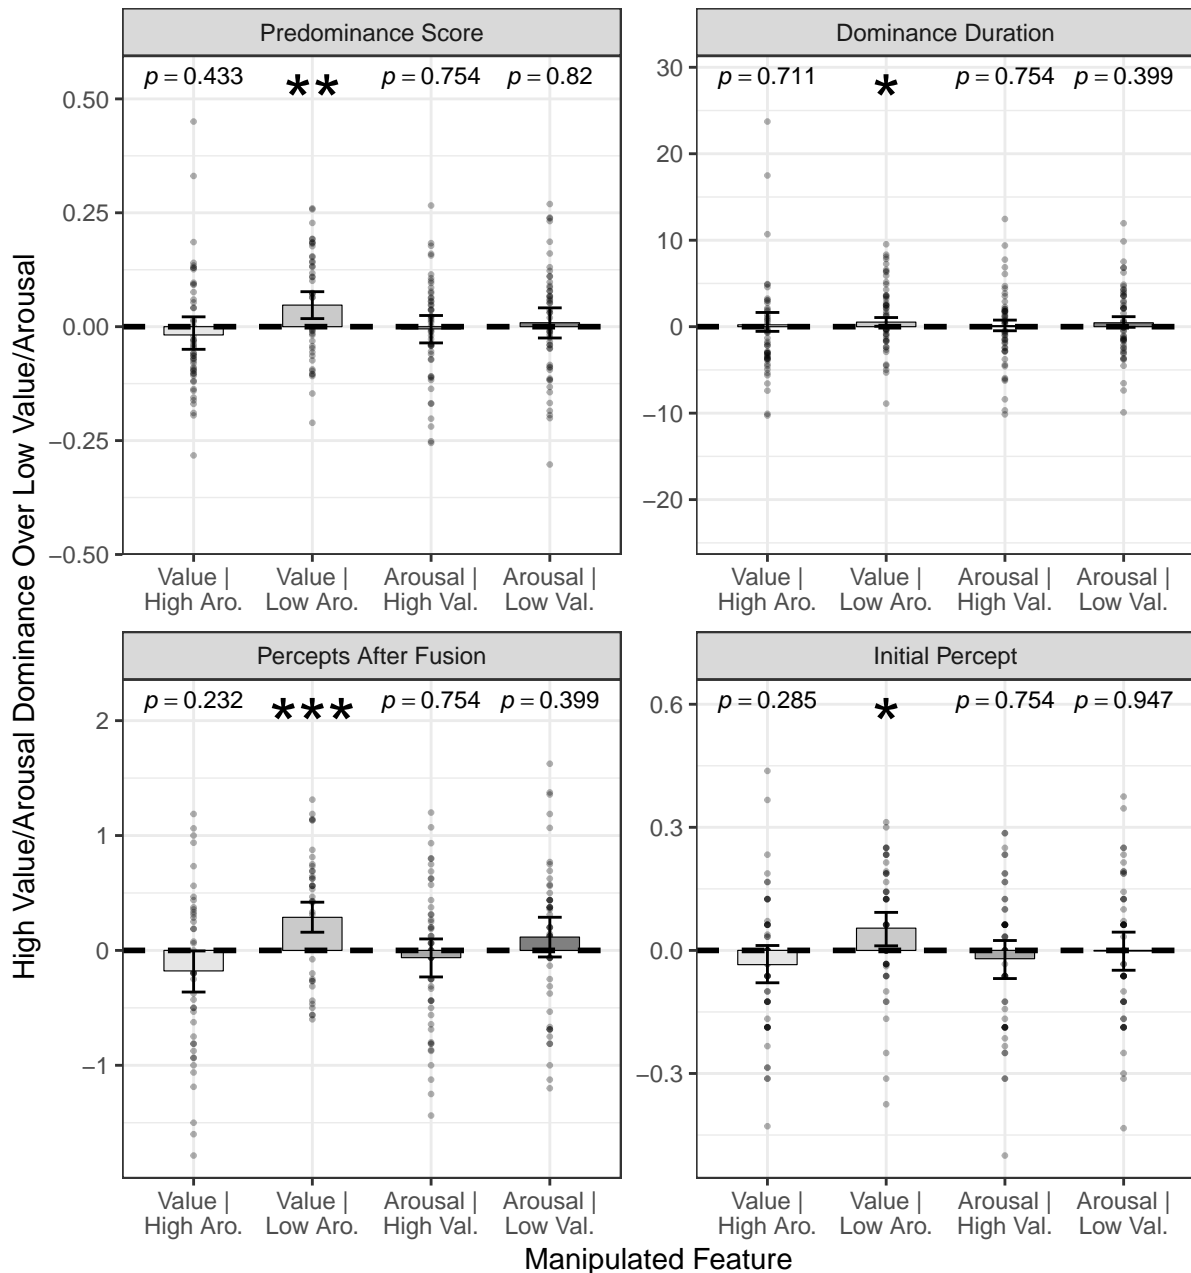 High Value/Arousal Dominance Over Low Value/Arousal
Predominance Score
p = 0.433 ** p = 0.754 p = 0.82
0.50
0.25
0.00
−0.25
−0.50
Value | Value | Arousal | Arousal |
High Aro. Low Aro. High Val. Low Val.
Dominance Duration
p = 0.711 * p = 0.754 p = 0.399
30
20
10
0
−10
−20
Value | Value | Arousal | Arousal |
High Aro. Low Aro. High Val. Low Val.
Percepts After Fusion
p = 0.232 *** p = 0.754 p = 0.399
2
1
0
−1
Value | Value | Arousal | Arousal |
High Aro. Low Aro. High Val. Low Val.
Initial Percept
p = 0.285 * p = 0.754 p = 0.947
0.6
0.3
0.0
−0.3
Value | Value | Arousal | Arousal |
High Aro. Low Aro. High Val. Low Val.
Manipulated Feature